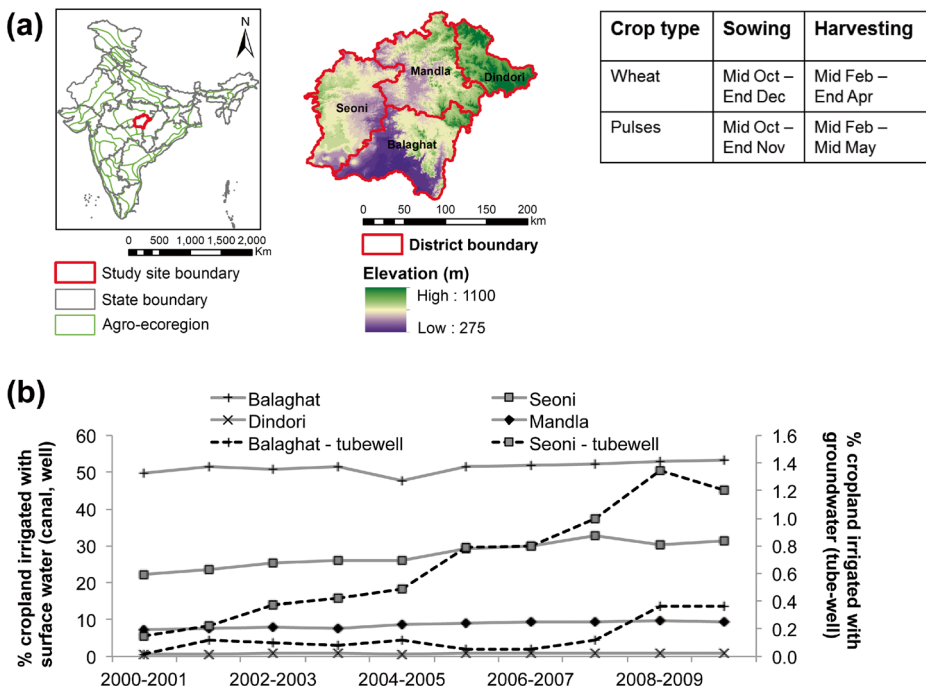 (a)
N
0 500 1,000 1,500 2,000
Km
Study site boundary
State boundary
Agro-ecoregion
Mandla
Dindori
Seoni
Balaghat
0 50 100 150 200
km
District boundary
Elevation (m)
High : 1100
Low : 275
Crop type Sowing Harvesting
Wheat Mid Oct – End Dec Mid Feb – End Apr
Pulses Mid Oct – End Nov Mid Feb – Mid May
(b)
Balaghat Seoni
Dindori Mandla
Balaghat - tubewell Seoni - tubewell
% cropland irrigated with
surface water (canal, well)
60
50
40
30
20
10
0
1.6
1.4
1.2
1.0
0.8
0.6
0.4
0.2
0.0
% cropland irrigated with
groundwater (tube-well)
2000-2001 2002-2003 2004-2005 2006-2007 2008-2009